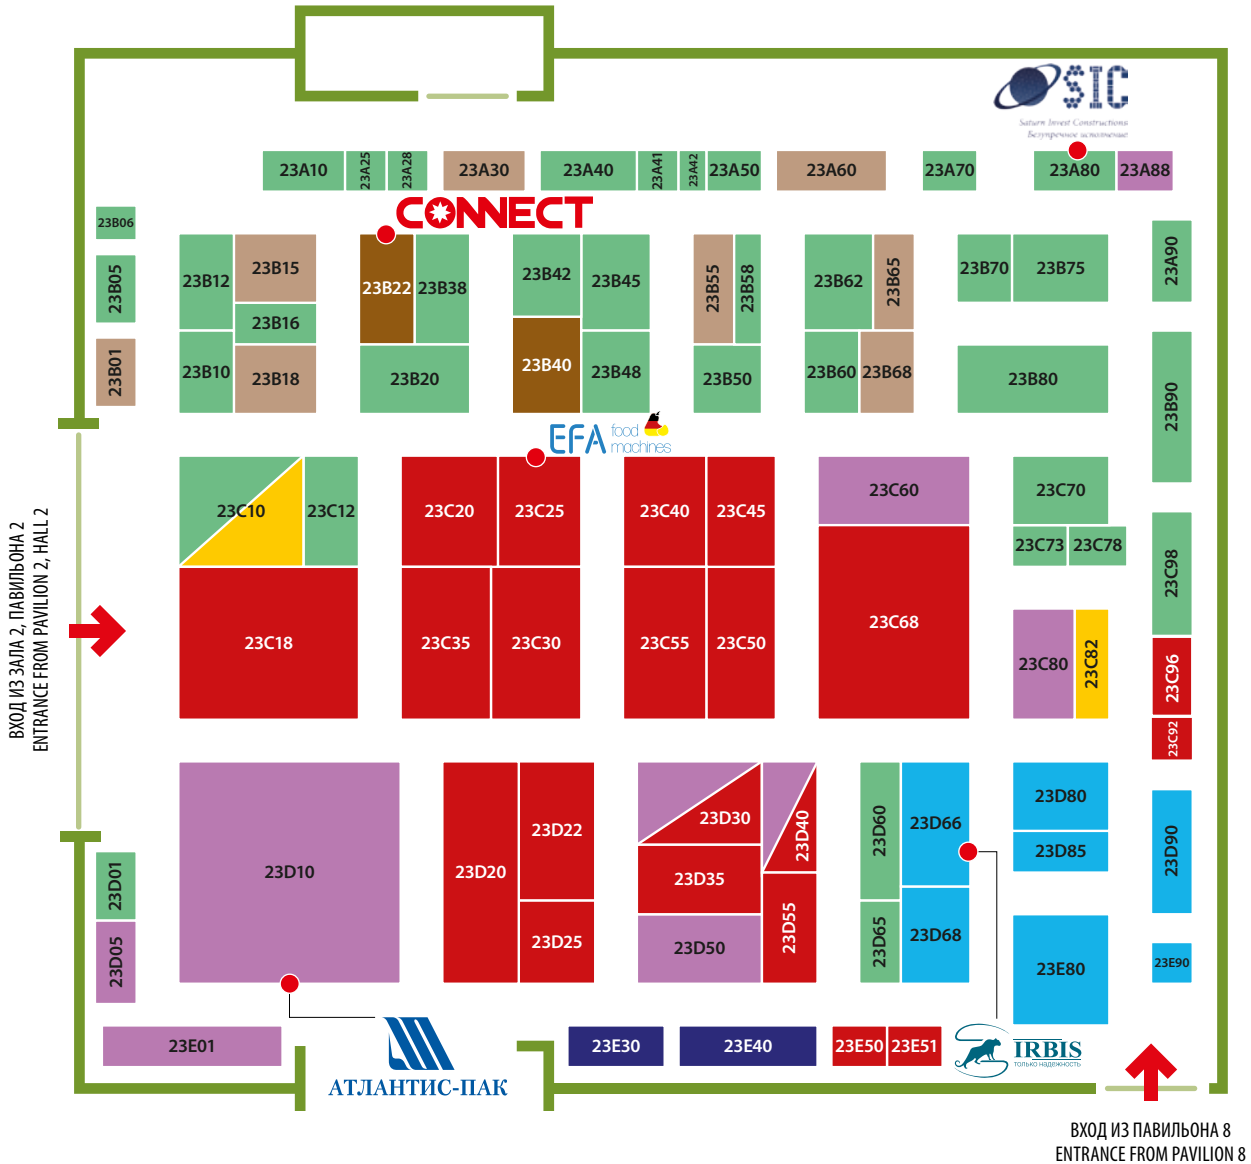 SIC
Saturn Invest Constructions
Безупречное исполнение
23A10
23A25
23A28
23A30
23A40
23A41
23A42
23A50
23A60
23A70
23A80
23A88
CONNECT
23B06
23B05
23B01
23B12
23B15
23B16
23B10
23B18
23B22
23B38
23B20
23B42
23B45
23B40
23B48
23B55
23B58
23B50
23B62
23B65
23B60
23B68
23B70
23B75
23B80
23A90
23B90
EFA food machines
23C10
23C12
23C18
23C20
23C25
23C35
23C30
23C40
23C45
23C55
23C50
23C60
23C68
23C70
23C73
23C78
23C80
23C82
23C98
23C96
23C92
ВХОД ИЗ ЗАЛА 2, ПАВИЛЬОНА 2
ENTRANCE FROM PAVILION 2, HALL 2
23D01
23D05
23D10
23D20
23D22
23D25
23D30
23D40
23D35
23D50
23D55
23D60
23D66
23D65
23D68
23D80
23D85
23D90
23E80
23E90
23E01
АТЛАНТИС-ПАК
23E30
23E40
23E50
23E51
IRBIS
ТОЛЬКО НАДЕЖНОСТЬ
ВХОД ИЗ ПАВИЛЬОНА 8
ENTRANCE FROM PAVILION 8